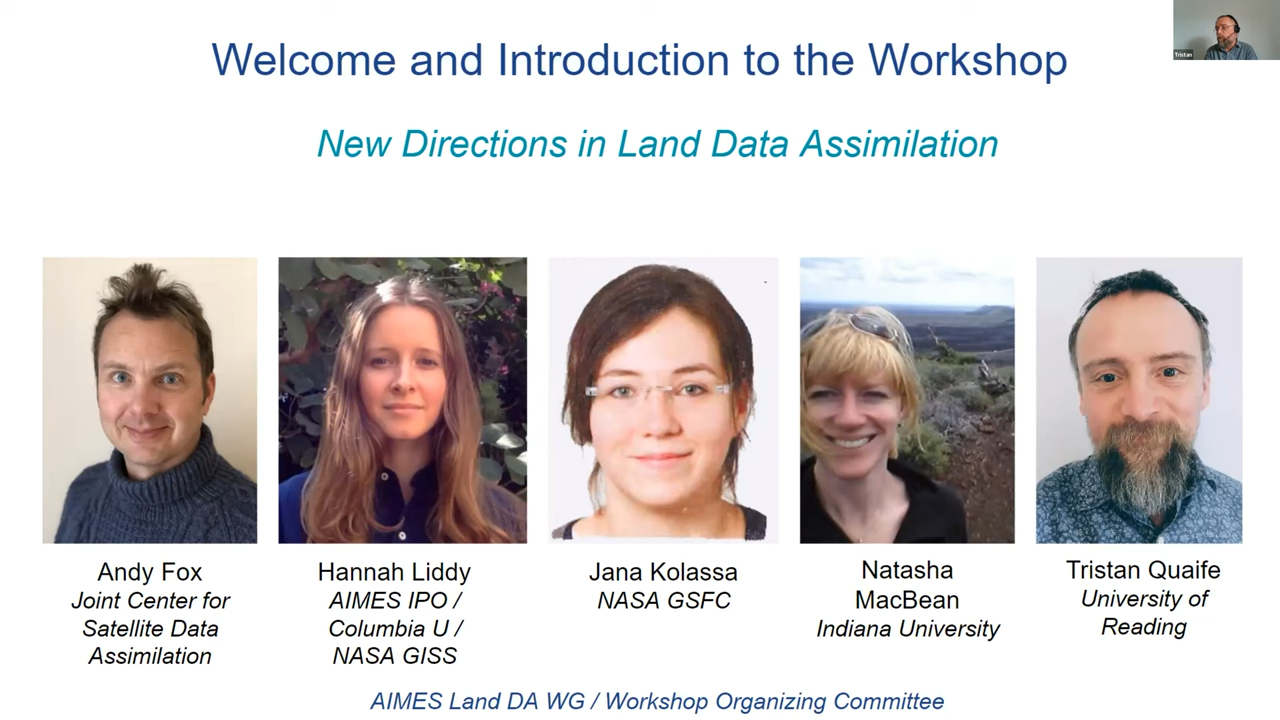 Welcome and Introduction to the Workshop
Tristan
New Directions in Land Data Assimilation
Andy Fox
Joint Center for
Satellite Data
Assimilation
Hannah Liddy
AIMES IPO /
Columbia U /
NASA GISS
Jana Kolassa
NASA GSFC
Natasha
MacBean
Indiana University
Tristan Quaife
University of
Reading
AIMES Land DA WG / Workshop Organizing Committee